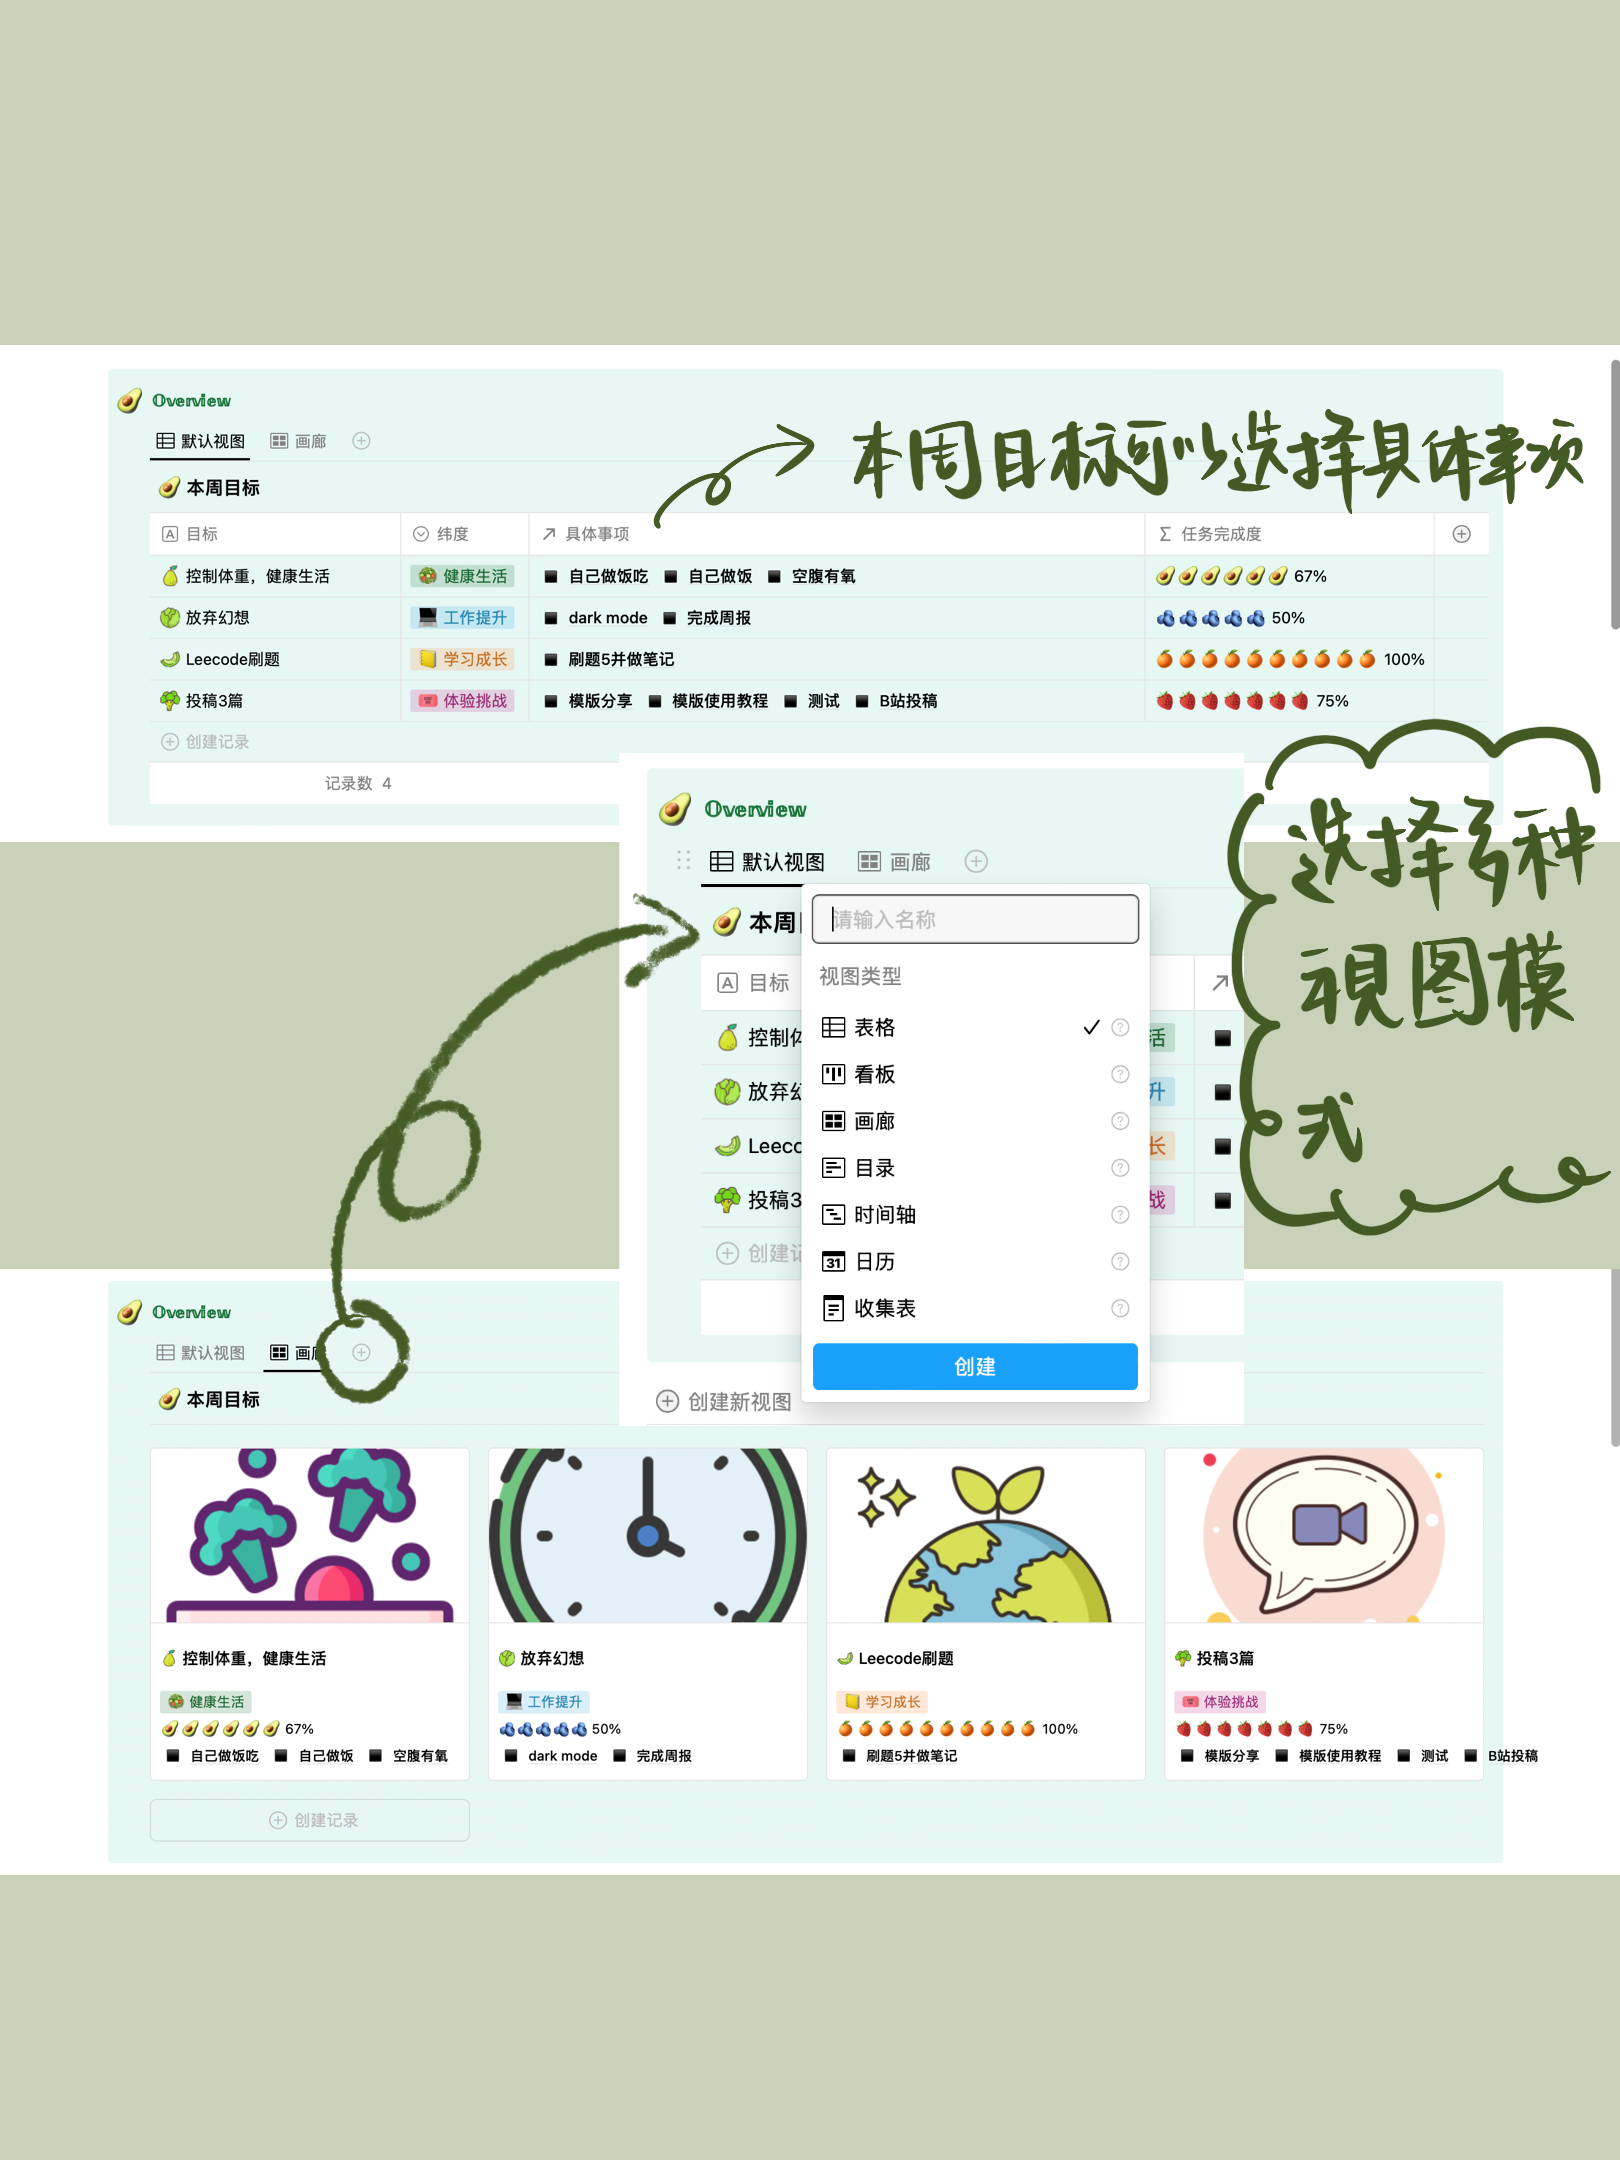 Overview
默认视图 画廊
本周目标可以选择具体事项
本周目标
目标 纬度 具体事项 任务完成度
控制体重，健康生活 健康生活 自己做饭吃 自己做饭 空腹有氧 67%
放弃幻想 工作提升 dark mode 完成周报 50%
Leecode刷题 学习成长 刷题5并做笔记 100%
投稿3篇 体验挑战 模版分享 模版使用教程 测试 B站投稿 75%
创建记录
记录数 4
Overview
默认视图 画廊
本周
请输入名称
目标
视图类型
控制体
表格
活
放弃幻
看板
升
画廊
Leeco
长
目录
投稿3
时间轴
战
创建记
日历
收集表
创建
创建新视图
选择多种
视图模
式
Overview
默认视图 画廊
本周目标
控制体重，健康生活
健康生活
67%
自己做饭吃 自己做饭 空腹有氧
放弃幻想
工作提升
50%
dark mode 完成周报
Leecode刷题
学习成长
100%
刷题5并做笔记
投稿3篇
体验挑战
75%
模版分享 模版使用教程 测试 B站投稿
创建记录